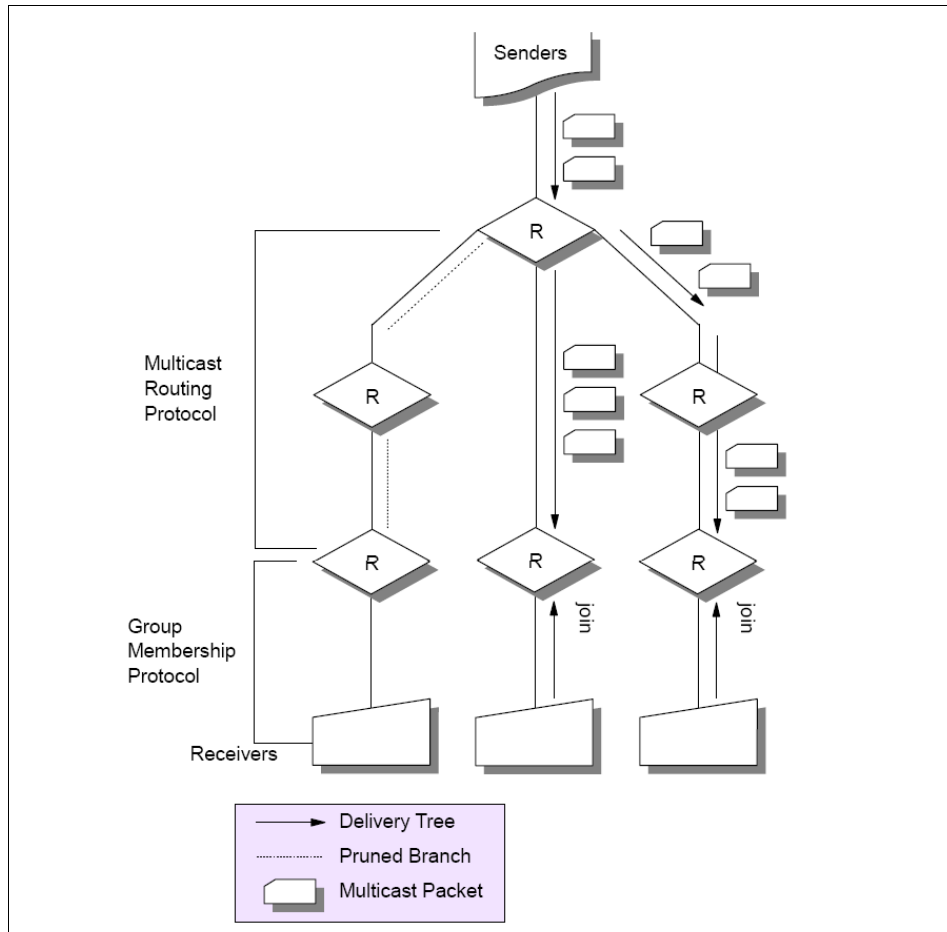 Senders
R
Multicast
Routing
Protocol
R
R
R
R
R
join
join
Group
Membership
Protocol
Receivers
Delivery Tree
Pruned Branch
Multicast Packet